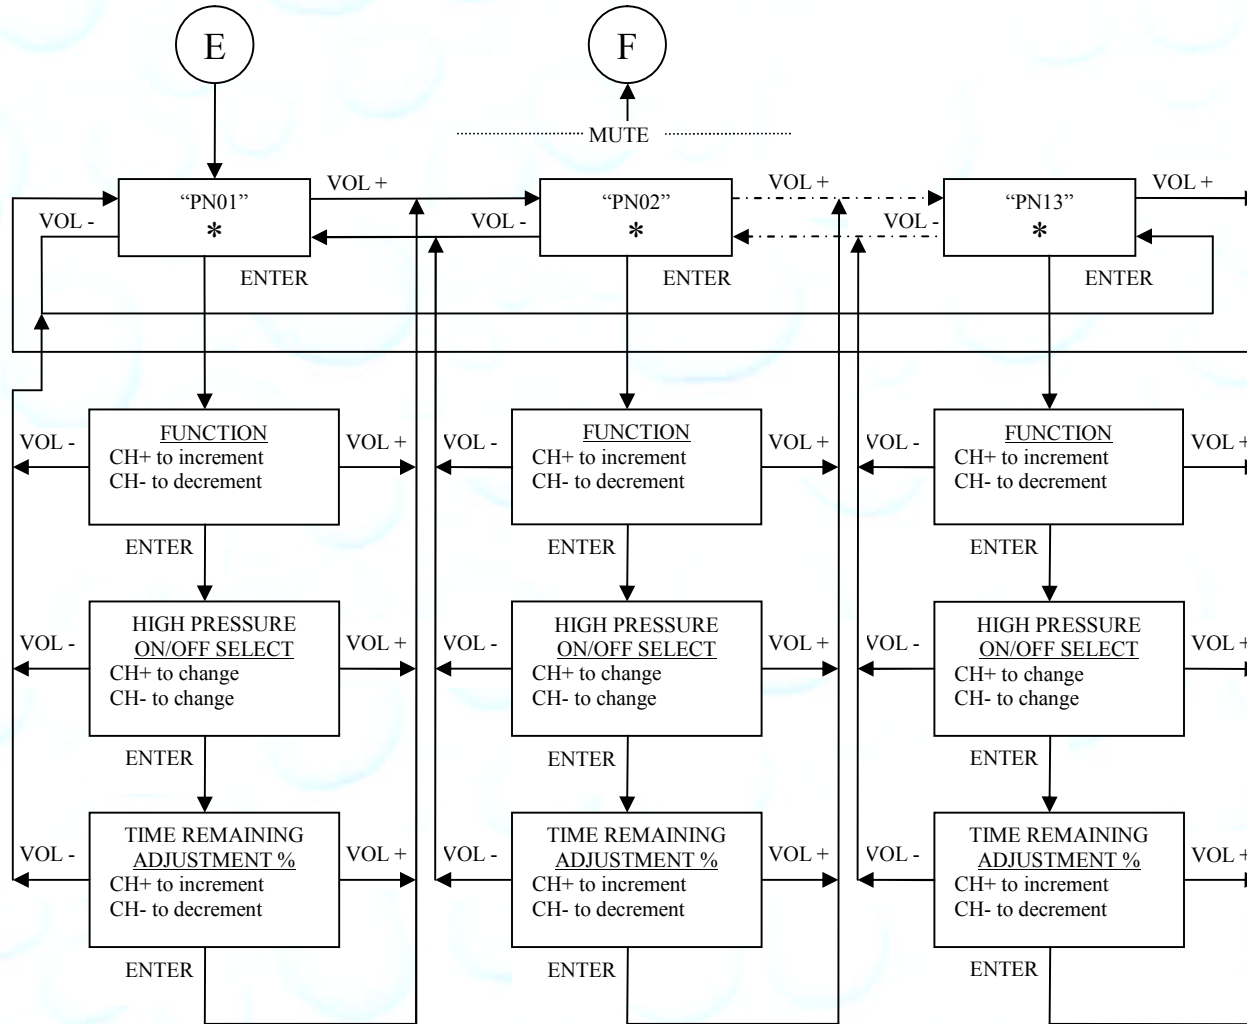 E
F
MUTE
"PN01"
*
VOL +
VOL -
"PN02"
*
VOL +
VOL -
"PN13"
*
VOL +
VOL -
ENTER
ENTER
ENTER
FUNCTION
CH+ to increment
CH- to decrement
VOL -
VOL +
ENTER
HIGH PRESSURE
ON/OFF SELECT
CH+ to change
CH- to change
VOL -
VOL +
ENTER
TIME REMAINING
ADJUSTMENT %
CH+ to increment
CH- to decrement
VOL -
VOL +
ENTER
FUNCTION
CH+ to increment
CH- to decrement
VOL -
VOL +
ENTER
HIGH PRESSURE
ON/OFF SELECT
CH+ to change
CH- to change
VOL -
VOL +
ENTER
TIME REMAINING
ADJUSTMENT %
CH+ to increment
CH- to decrement
VOL -
VOL +
ENTER
FUNCTION
CH+ to increment
CH- to decrement
VOL -
VOL +
ENTER
HIGH PRESSURE
ON/OFF SELECT
CH+ to change
CH- to change
VOL -
VOL +
ENTER
TIME REMAINING
ADJUSTMENT %
CH+ to increment
CH- to decrement
VOL -
VOL +
ENTER